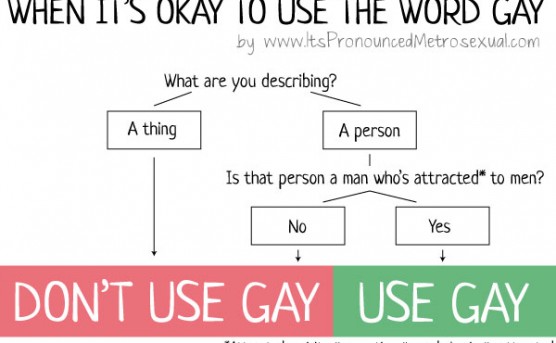 WHEN IT'S OKAY TO USE THE WORD GAY
by www.ItsPronouncedMetrosexual.com
What are you describing?
A thing
A person
Is that person a man who's attracted* to men?
No
Yes
DON'T USE GAY
USE GAY